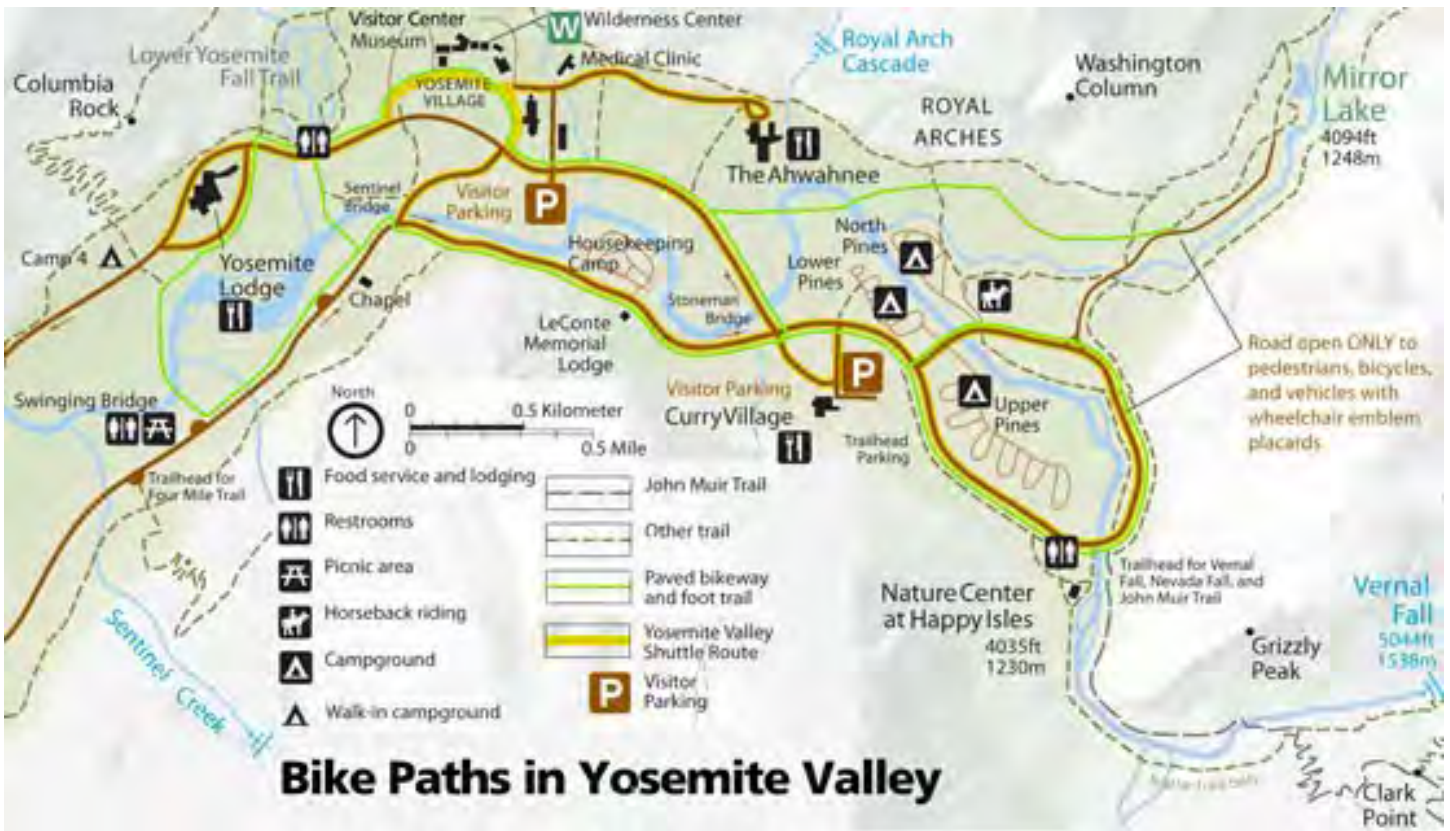 Visitor Center
Museum
Wilderness Center
W
Medical Clinic
Lower Yosemite
Fall Trail
Columbia
Rock
YOSEMITE
VILLAGE
Royal Arch
Cascade
Washington
Column
ROYAL
ARCHES
Mirror
Lake
4094ft
1248m
The Ahwahnee
Sentinel
Bridge
Visitor
Parking
P
Camp 4
Yosemite
Lodge
Chapel
Housekeeping
Camp
North
Pines
Lower
Pines
Stoneman
Bridge
LeConte
Memorial
Lodge
Visitor Parking
P
Curry Village
Trailhead
Parking
Upper
Pines
Road open ONLY to
pedestrians, bicycles,
and vehicles with
wheelchair emblem
placards.
Swinging Bridge
Trailhead for
Four Mile Trail
Sentinel Creek
North
0 0.5 Kilometer
0 0.5 Mile
Food service and lodging
Restrooms
Picnic area
Horseback riding
Campground
Walk-in campground
John Muir Trail
Other trail
Paved bikeway
and foot trail
Yosemite Valley
Shuttle Route
P
Visitor
Parking
Nature Center
at Happy Isles
4035ft
1230m
Trailhead for Vernal
Fall, Nevada Fall, and
John Muir Trail
Grizzly
Peak
Vernal
Fall
5044ft
1538m
Clark
Point
Bike Paths in Yosemite Valley